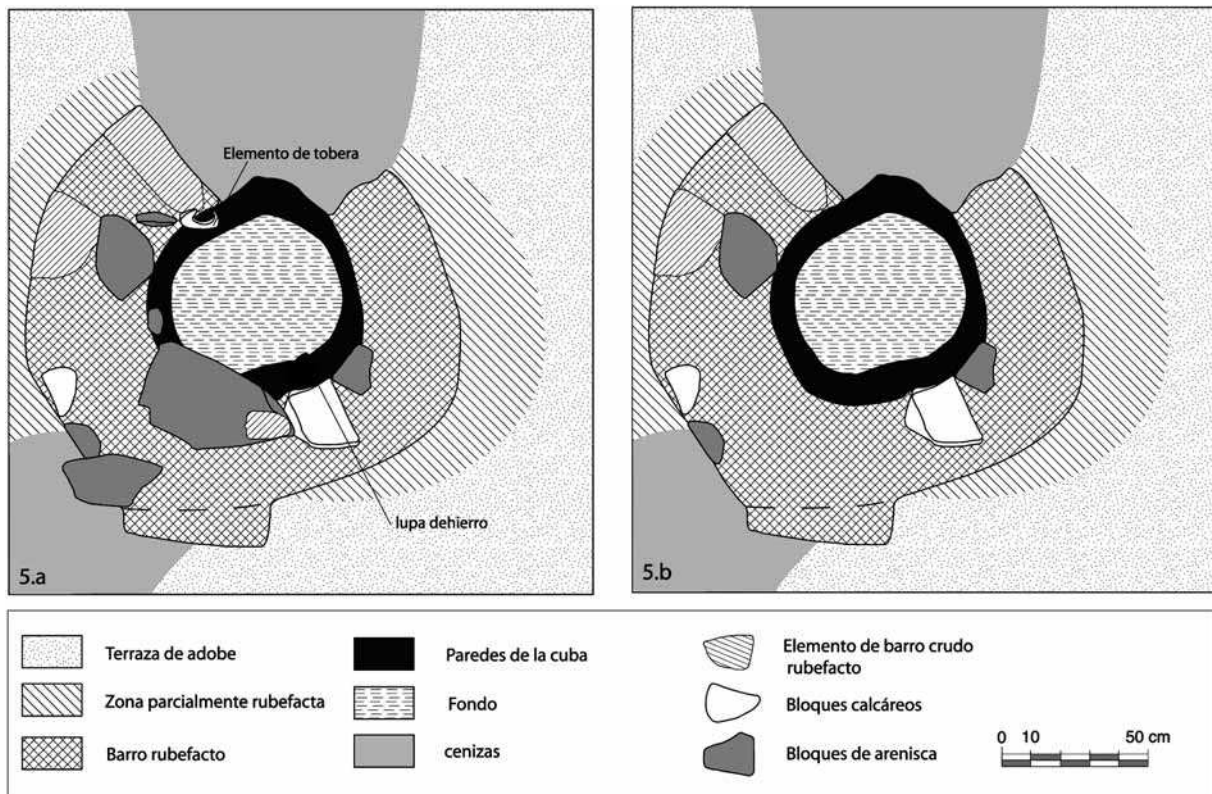 Elemento de tobera
lupa dehierro
5.a
5.b
Terraza de adobe
Zona parcialmente rubefacta
Barro rubefacto
Paredes de la cuba
Fondo
cenizas
Elemento de barro crudo
rubefacto
Bloques calcáreos
Bloques de arenisca
0 10 50 cm